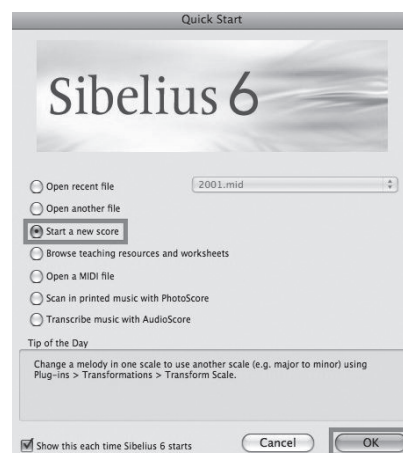 Quick Start
Sibelius 6
Open recent file
2001.mid
Open another file
Start a new score
Browse teaching resources and worksheets
Open a MIDI file
Scan in printed music with PhotoScore
Transcribe music with AudioScore
Tip of the Day
Change a melody in one scale to use another scale (e.g. major to minor) using
Plug-ins > Transformations > Transform Scale.
Show this each time Sibelius 6 starts
Cancel
OK